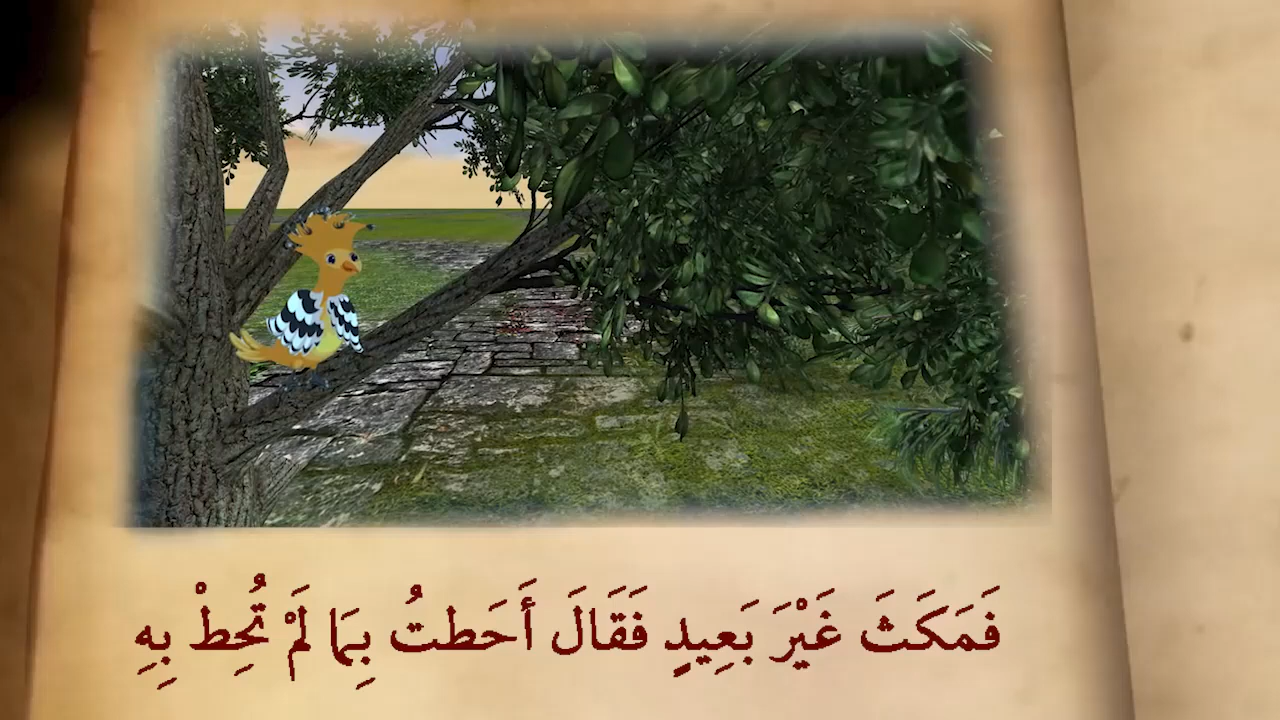 فَمَكَثَ غَيْرَ بَعِيدٍ فَقَالَ أَحَطتُ بِمَا لَمْ تُحِطْ بِهِ